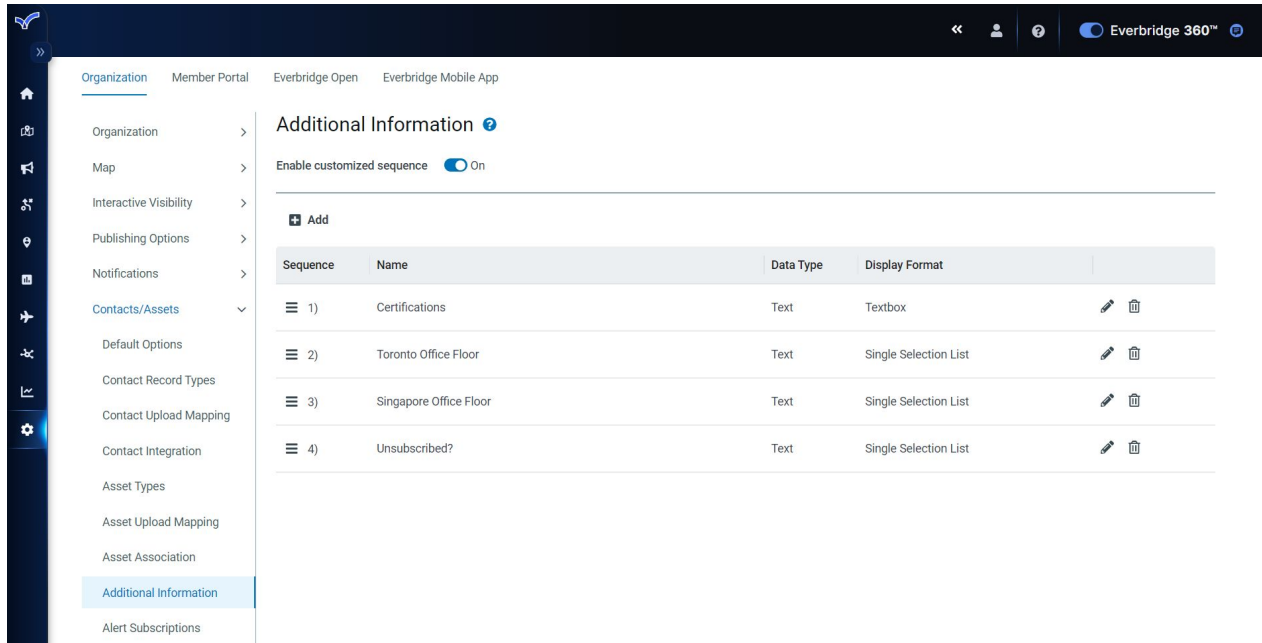 Everbridge 360™
Organization Member Portal Everbridge Open Everbridge Mobile App
Organization
Map
Interactive Visibility
Publishing Options
Notifications
Contacts/Assets
Default Options
Contact Record Types
Contact Upload Mapping
Contact Integration
Asset Types
Asset Upload Mapping
Asset Association
Additional Information
Alert Subscriptions
Additional Information
Enable customized sequence On
Add
Sequence Name Data Type Display Format
1) Certifications Text Textbox
2) Toronto Office Floor Text Single Selection List
3) Singapore Office Floor Text Single Selection List
4) Unsubscribed? Text Single Selection List